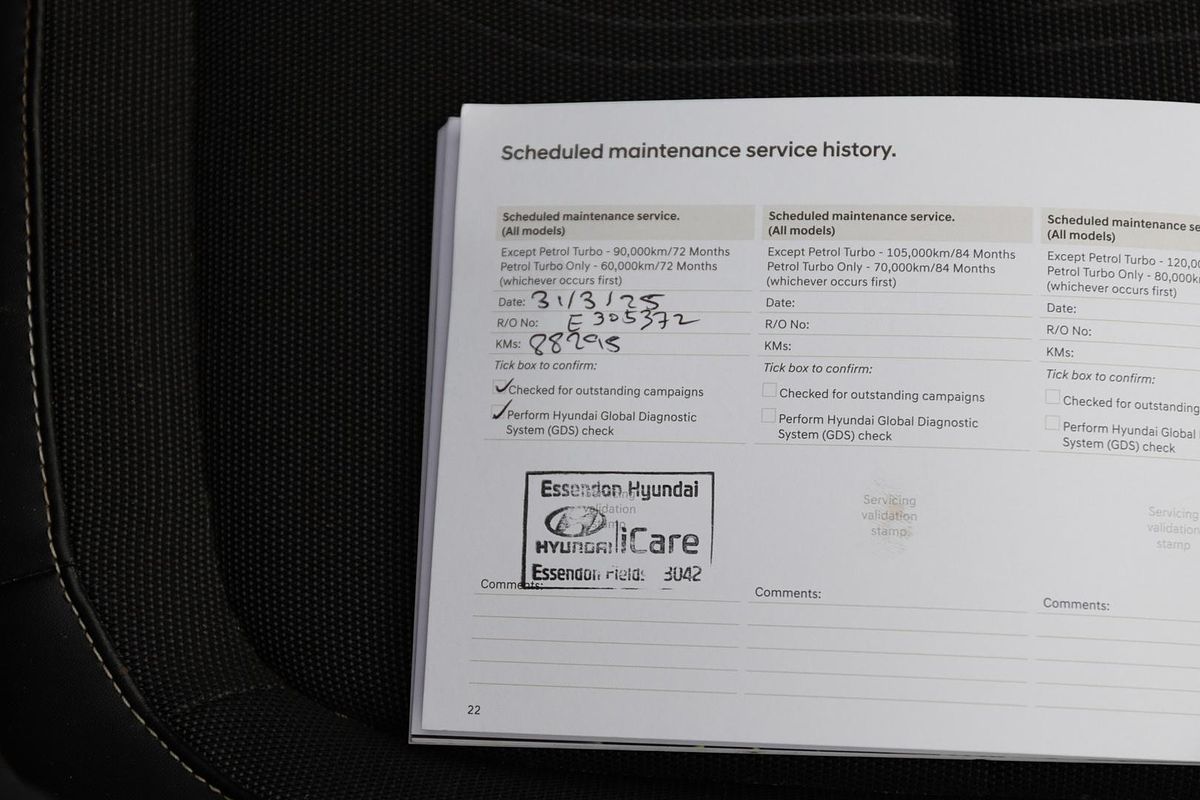 Scheduled maintenance service history.
Scheduled maintenance service.
(All models)
Except Petrol Turbo - 90,000km/72 Months
Petrol Turbo Only - 60,000km/72 Months
(whichever occurs first)
Date: 31/3/25
R/O No: E305372
KMs: 88295
Tick box to confirm:
Checked for outstanding campaigns
Perform Hyundai Global Diagnostic
System (GDS) check
Essendon Hyundai
validation
HYUNDAI iCare
Essendon Fields 3042
Comments:
Scheduled maintenance service.
(All models)
Except Petrol Turbo - 105,000km/84 Months
Petrol Turbo Only - 70,000km/84 Months
(whichever occurs first)
Date:
R/O No:
KMs:
Tick box to confirm:
Checked for outstanding campaigns
Perform Hyundai Global Diagnostic
System (GDS) check
Servicing
validation
stamp.
Comments:
Scheduled maintenance se
(All models)
Except Petrol Turbo - 120,00
Petrol Turbo Only - 80,000k
(whichever occurs first)
Date:
R/O No:
KMs:
Tick box to confirm:
Checked for outstanding
Perform Hyundai Global
System (GDS) check
Servicing
validation
stamp
Comments:
22